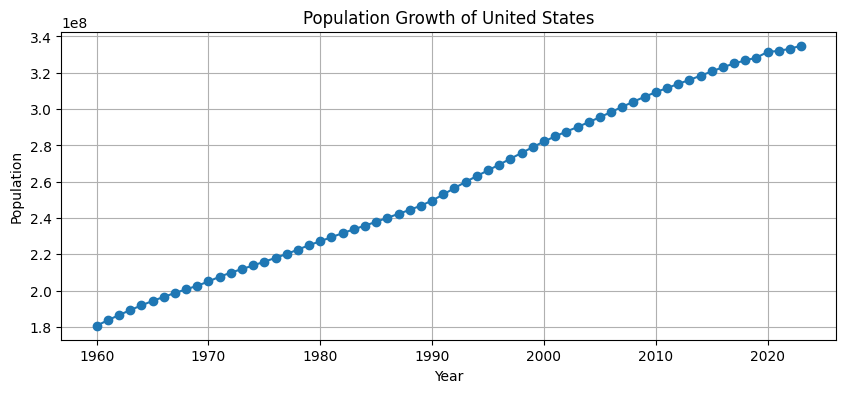 Population Growth of United States
1e8
3.4
3.2
3.0
2.8
2.6
2.4
2.2
2.0
1.8
Population
1960 1970 1980 1990 2000 2010 2020
Year